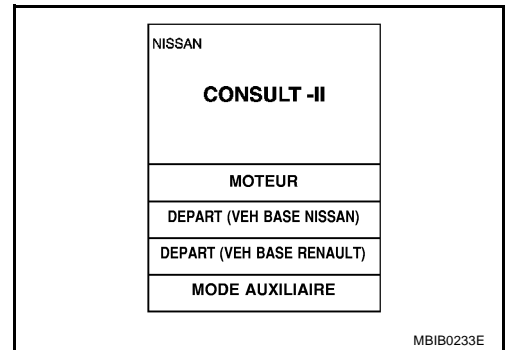 NISSAN
CONSULT -II
MOTEUR
DEPART (VEH BASE NISSAN)
DEPART (VEH BASE RENAULT)
MODE AUXILIAIRE
MBIB0233E